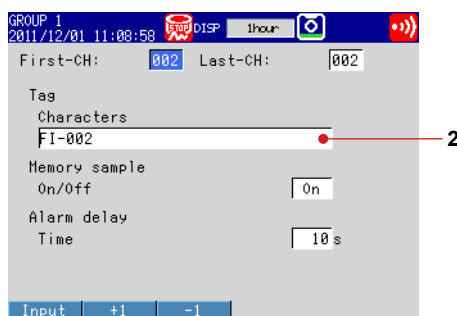 GROUP 1
2011/12/01 11:08:58 STOP DISP 1hour
First-CH: 002 Last-CH: 002
Tag
Characters
FI-002
2
Memory sample
On/Off On
Alarm delay
Time 10 s
Input +1 -1